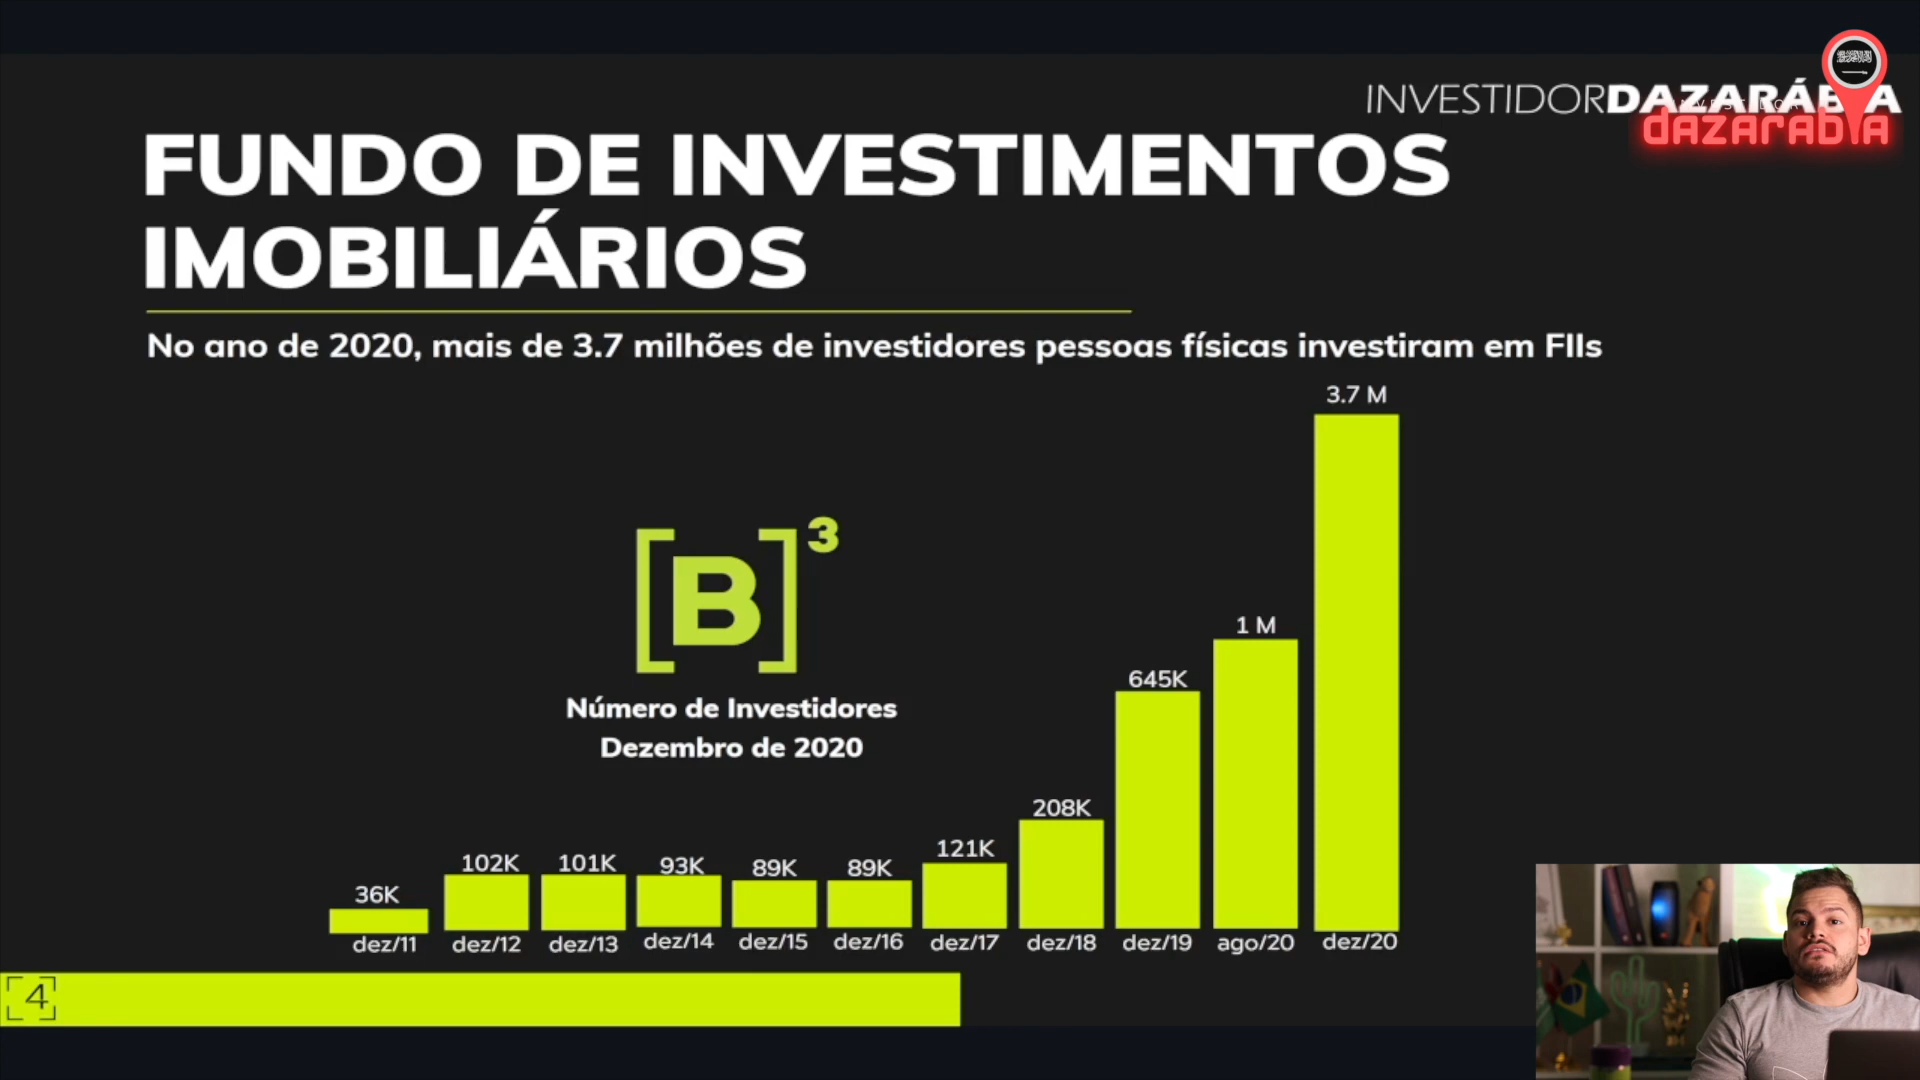 INVESTIDORDAZARÁBIA
dazarabia
FUNDO DE INVESTIMENTOS
IMOBILIÁRIOS
No ano de 2020, mais de 3.7 milhões de investidores pessoas físicas investiram em FIIs
3.7 M
[B]³
1 M
645K
Número de Investidores
Dezembro de 2020
208K
121K
102K
101K
93K
89K
89K
36K
dez/11 dez/12 dez/13 dez/14 dez/15 dez/16 dez/17 dez/18 dez/19 ago/20 dez/20
4